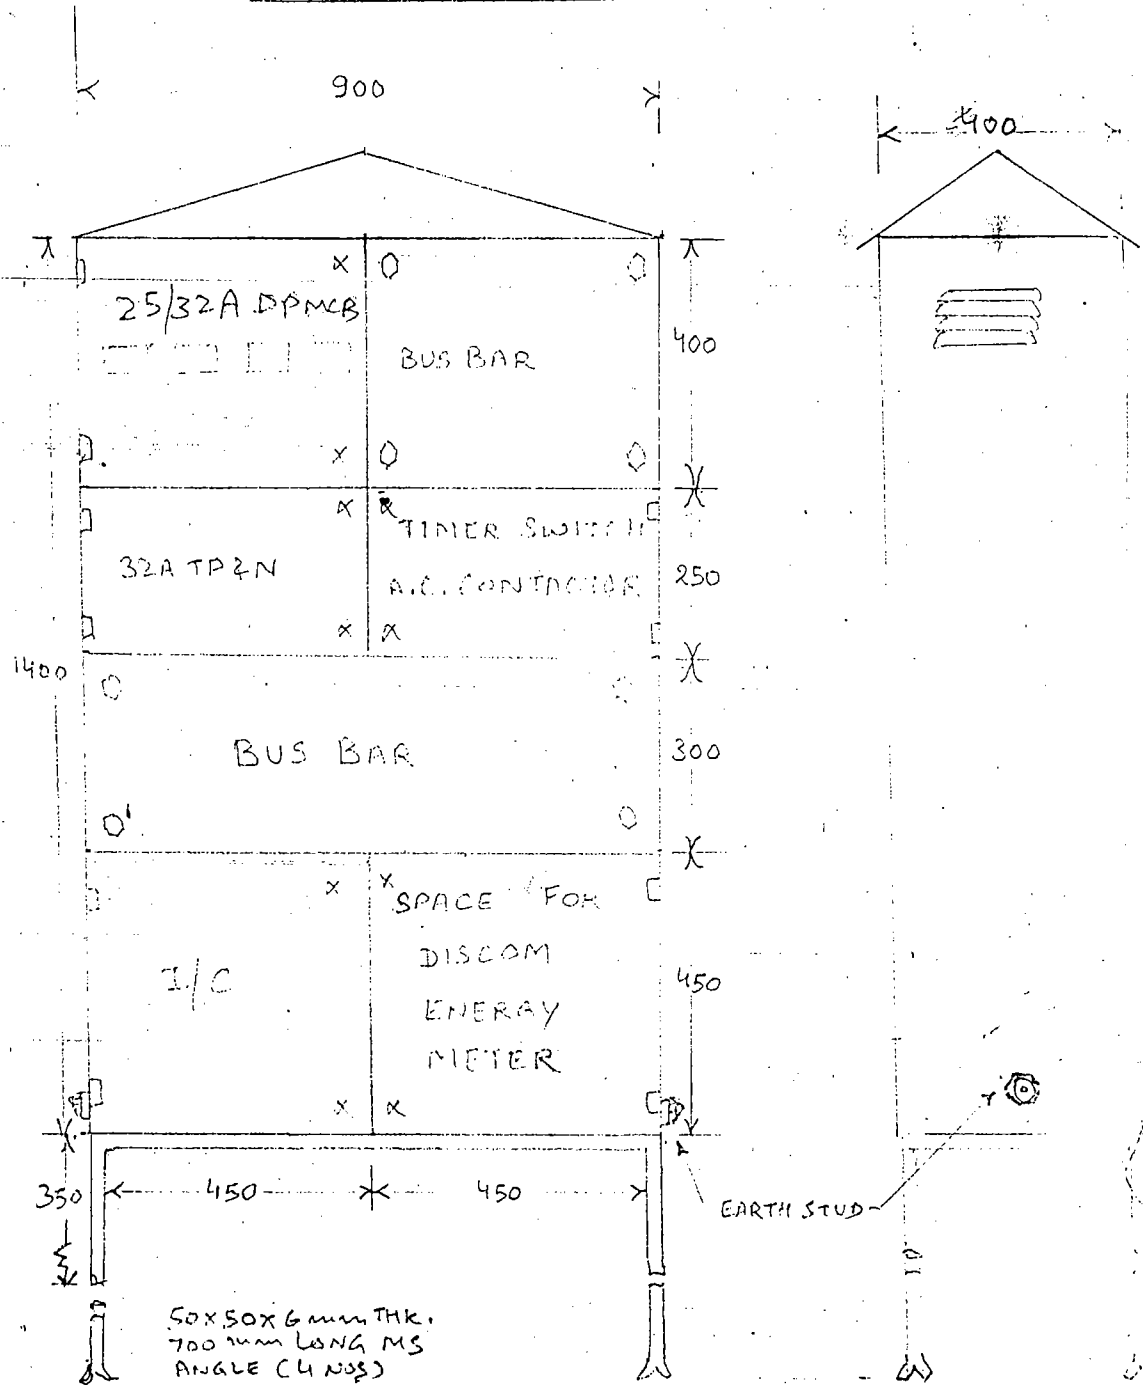 900
400
25/32A DPMCB
BUS BAR
400
32A TP&N
TIMER SWITCH
A.C. CONTACTOR
250
1400
BUS BAR
300
I/C
SPACE FOR
DISCOM
ENERAY
METER
450
350
450
450
EARTH STUD
50x50x6mm THK.
700 mm LONG MS
ANGLE (4 NOS)